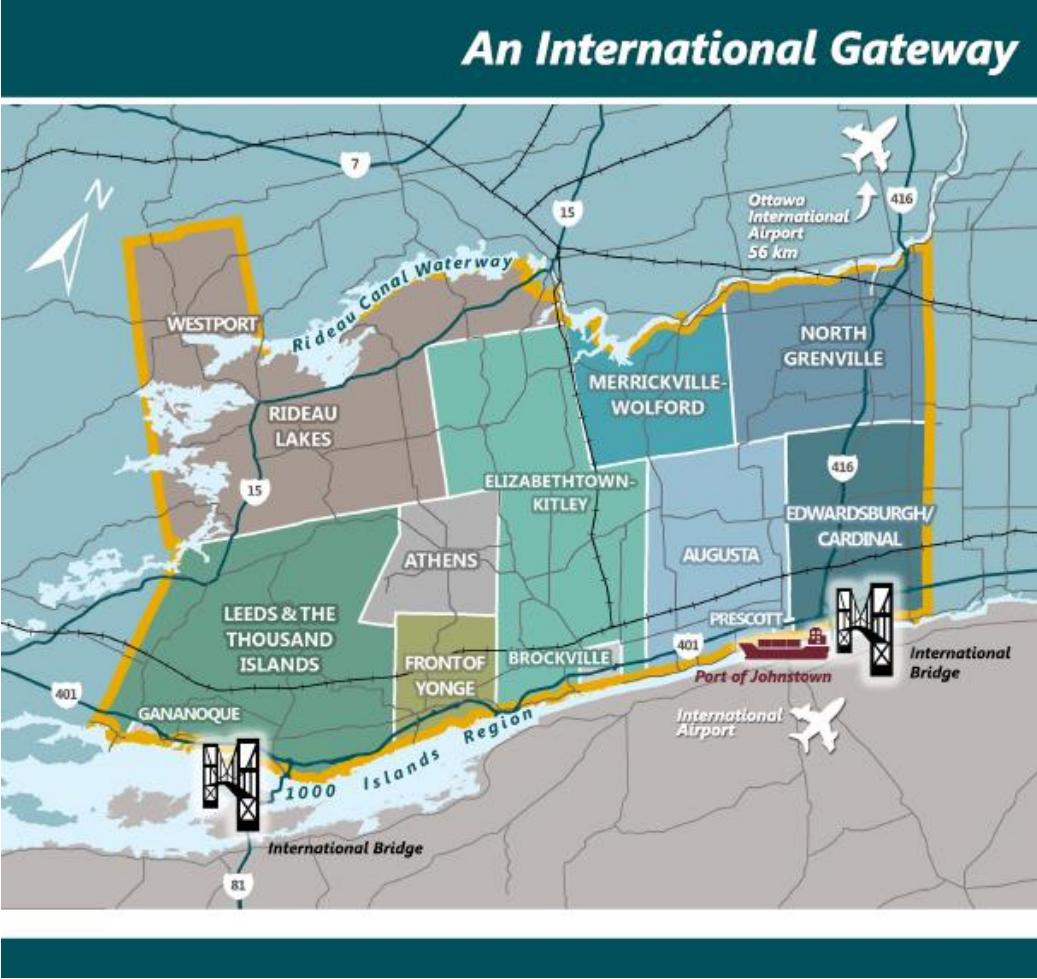 An International Gateway
N
7
15
Ottawa
International
Airport
56 km
416
Rideau Canal Waterway
WESTPORT
NORTH
GRENVILLE
MERRICKVILLE-
WOLFORD
RIDEAU
LAKES
416
15
ELIZABETHTOWN-
KITLEY
EDWARDSBURGH/
CARDINAL
ATHENS
AUGUSTA
LEEDS & THE
THOUSAND
ISLANDS
PRESCOTT
401
FRONT OF
YONGE
BROCKVILLE
International
Bridge
Port of Johnstown
401
GANANOQUE
International
Airport
1000 Islands Region
International Bridge
81